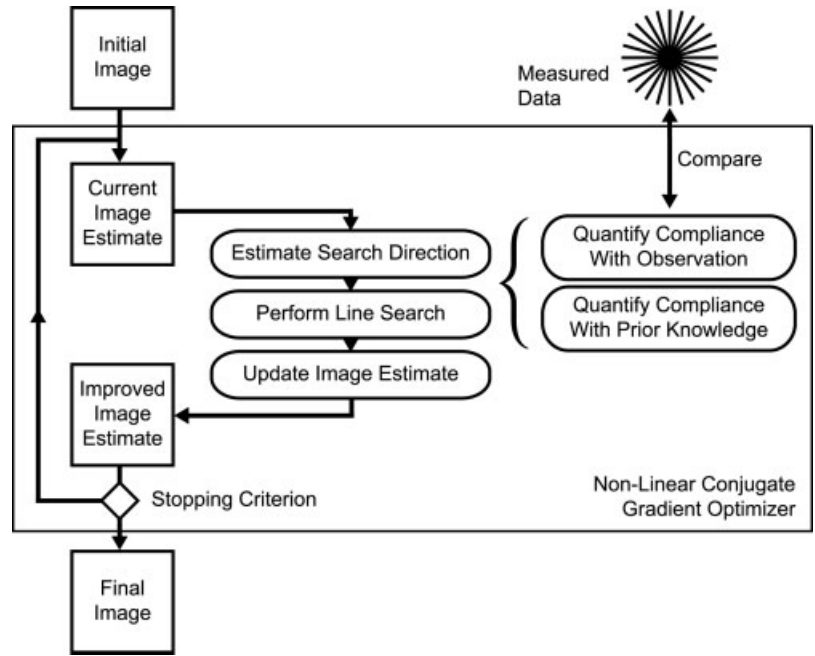 Initial
Image
Measured
Data
Compare
Current
Image
Estimate
Estimate Search Direction
Perform Line Search
Update Image Estimate
Quantify Compliance
With Observation
Quantify Compliance
With Prior Knowledge
Improved
Image
Estimate
Stopping Criterion
Non-Linear Conjugate
Gradient Optimizer
Final
Image